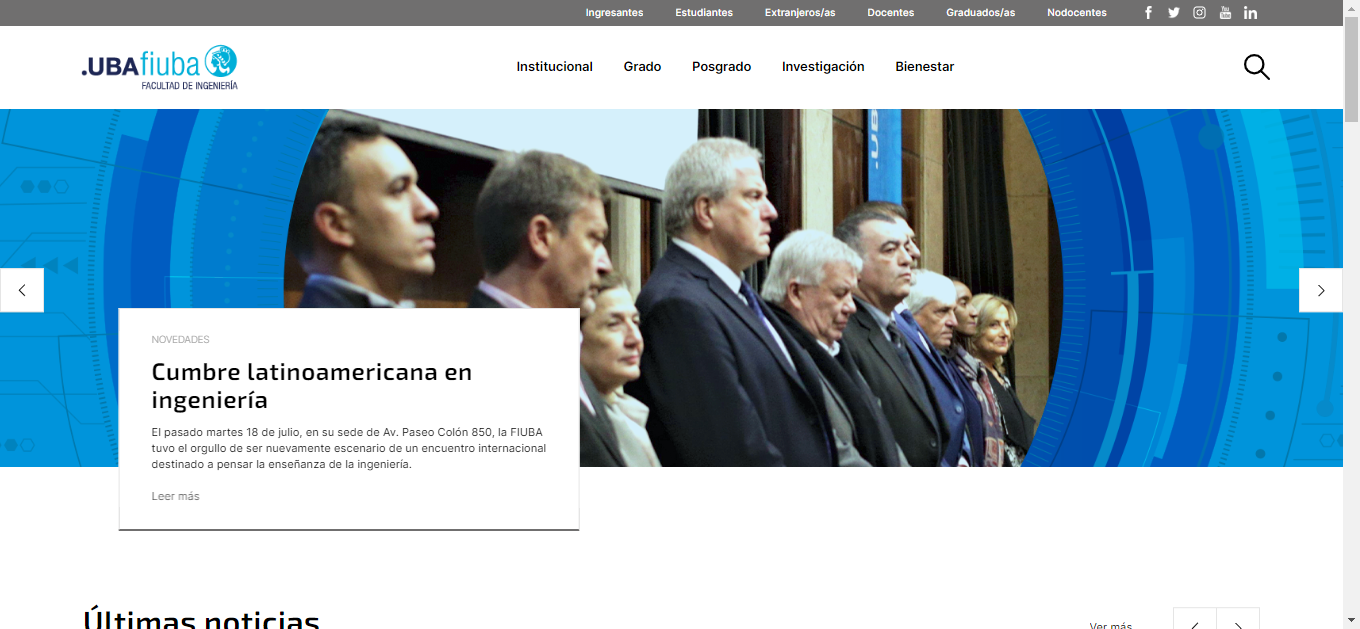 Ingresantes Estudiantes Extranjeros/as Docentes Graduados/as Nodocentes
.UBAfiuba
FACULTAD DE INGENIERÍA
Institucional Grado Posgrado Investigación Bienestar
.UB
NOVEDADES
Cumbre latinoamericana en
ingeniería
El pasado martes 18 de julio, en su sede de Av. Paseo Colón 850, la FIUBA
tuvo el orgullo de ser nuevamente escenario de un encuentro internacional
destinado a pensar la enseñanza de la ingeniería.
Leer más
Últimas noticias
Ver más